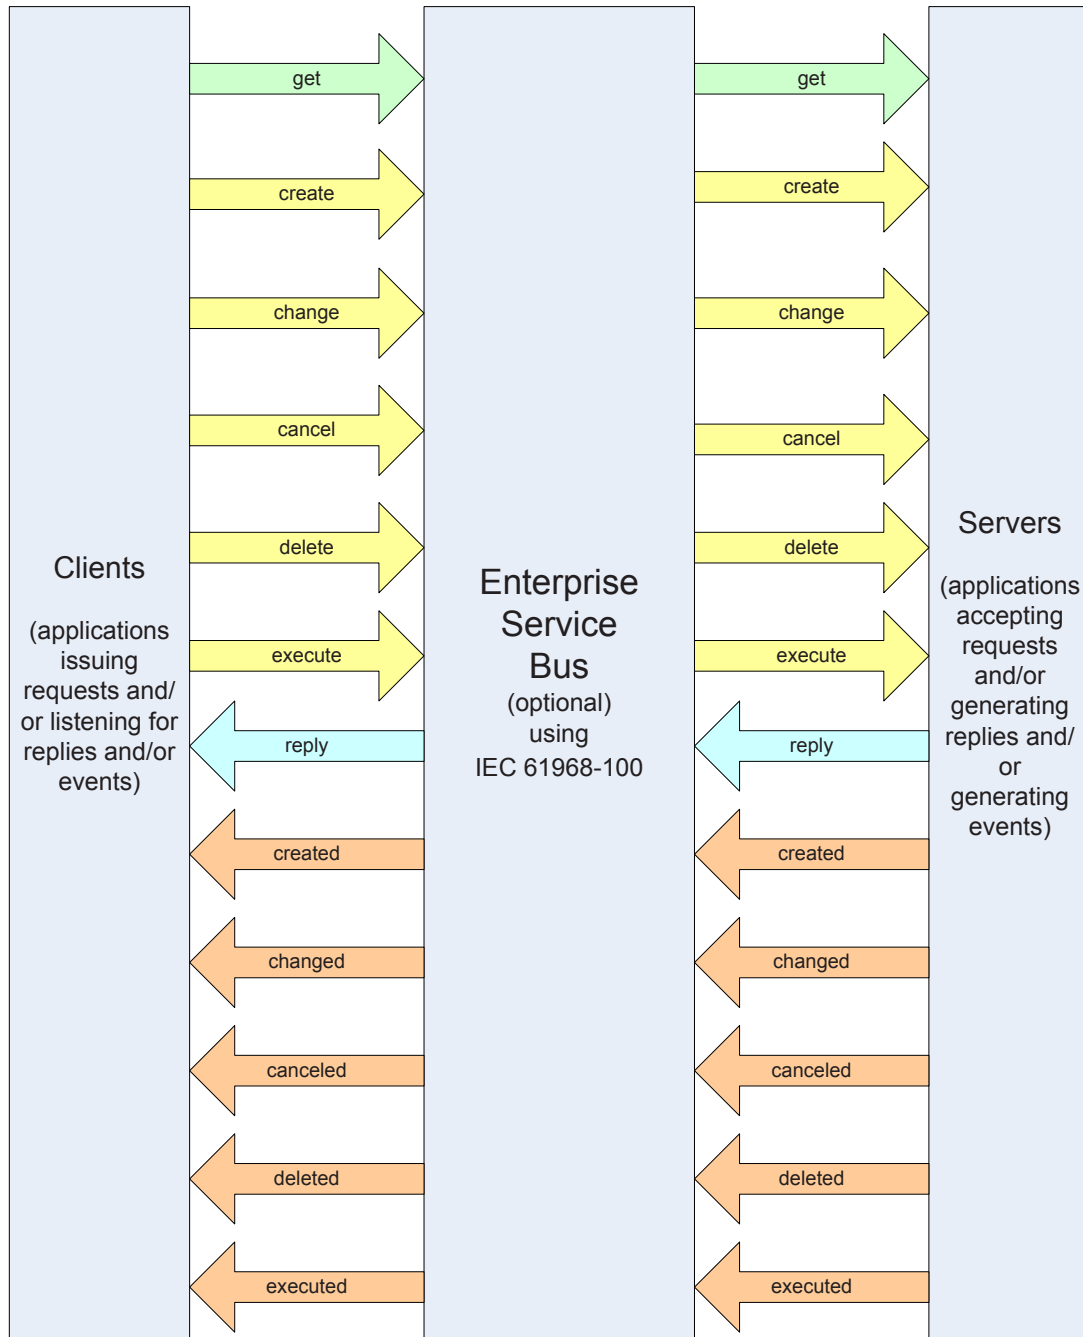 get
get
create
create
change
change
cancel
cancel
delete
delete
execute
execute
reply
reply
created
created
changed
changed
canceled
canceled
deleted
deleted
executed
executed
Clients
(applications
issuing
requests and/
or listening for
replies and/or
events)
Enterprise
Service
Bus
(optional)
using
IEC 61968-100
Servers
(applications
accepting
requests
and/or
generating
replies and/
or
generating
events)